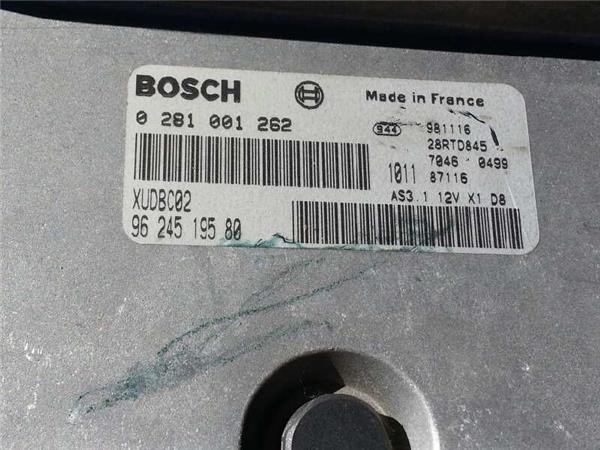 BOSCH
Made in France
0 281 001 262
944 981116
28RTD845
7046 0499
1011 87116
XUDBC02
AS3.1 12V X1 D8
96 245 195 80